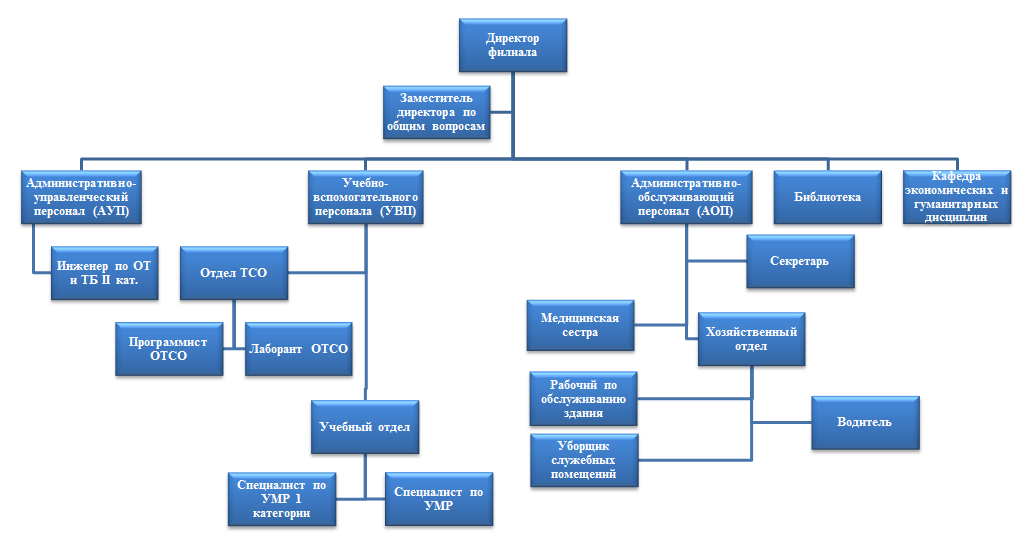 Директор
филиала
Заместитель
директора по
общим вопросам
Административно-
управленческий
персонал (АУП)
Учебно-
вспомогательного
персонала (УВП)
Административно-
обслуживающий
персонал (АОП)
Библиотека
Кафедра
экономических и
гуманитарных
дисциплин
Инженер по ОТ
и ТБ II кат.
Отдел ТСО
Секретарь
Программист
ОТСО
Лаборант ОТСО
Медицинская
сестра
Хозяйственный
отдел
Рабочий по
обслуживанию
здания
Водитель
Учебный отдел
Уборщик
служебных
помещений
Специалист по
УМР 1
категории
Специалист по
УМР